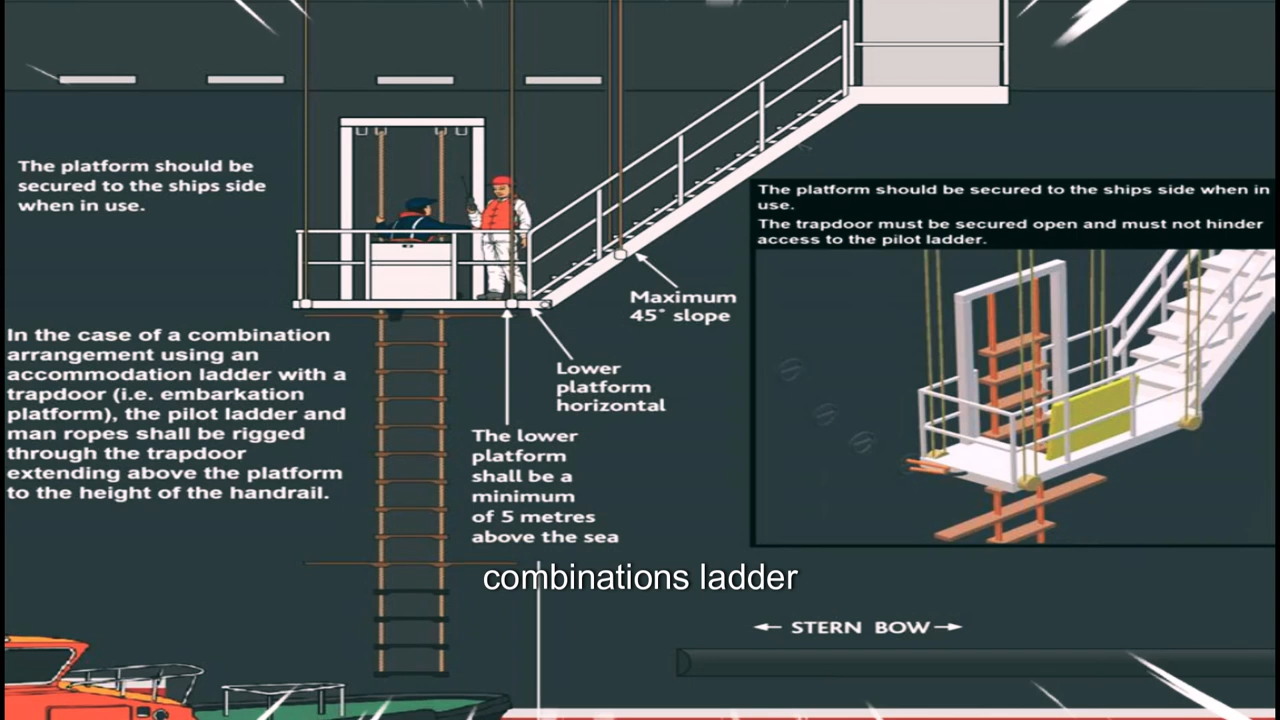 The platform should be
secured to the ships side
when in use.
In the case of a combination
arrangement using an
accommodation ladder with a
trapdoor (i.e. embarkation
platform), the pilot ladder and
man ropes shall be rigged
through the trapdoor
extending above the platform
to the height of the handrail.
Maximum
45° slope
Lower
platform
horizontal
The lower
platform
shall be a
minimum
of 5 metres
above the sea
The platform should be secured to the ships side when in
use.
The trapdoor must be secured open and must not hinder
access to the pilot ladder.
combinations ladder
← STERN BOW →